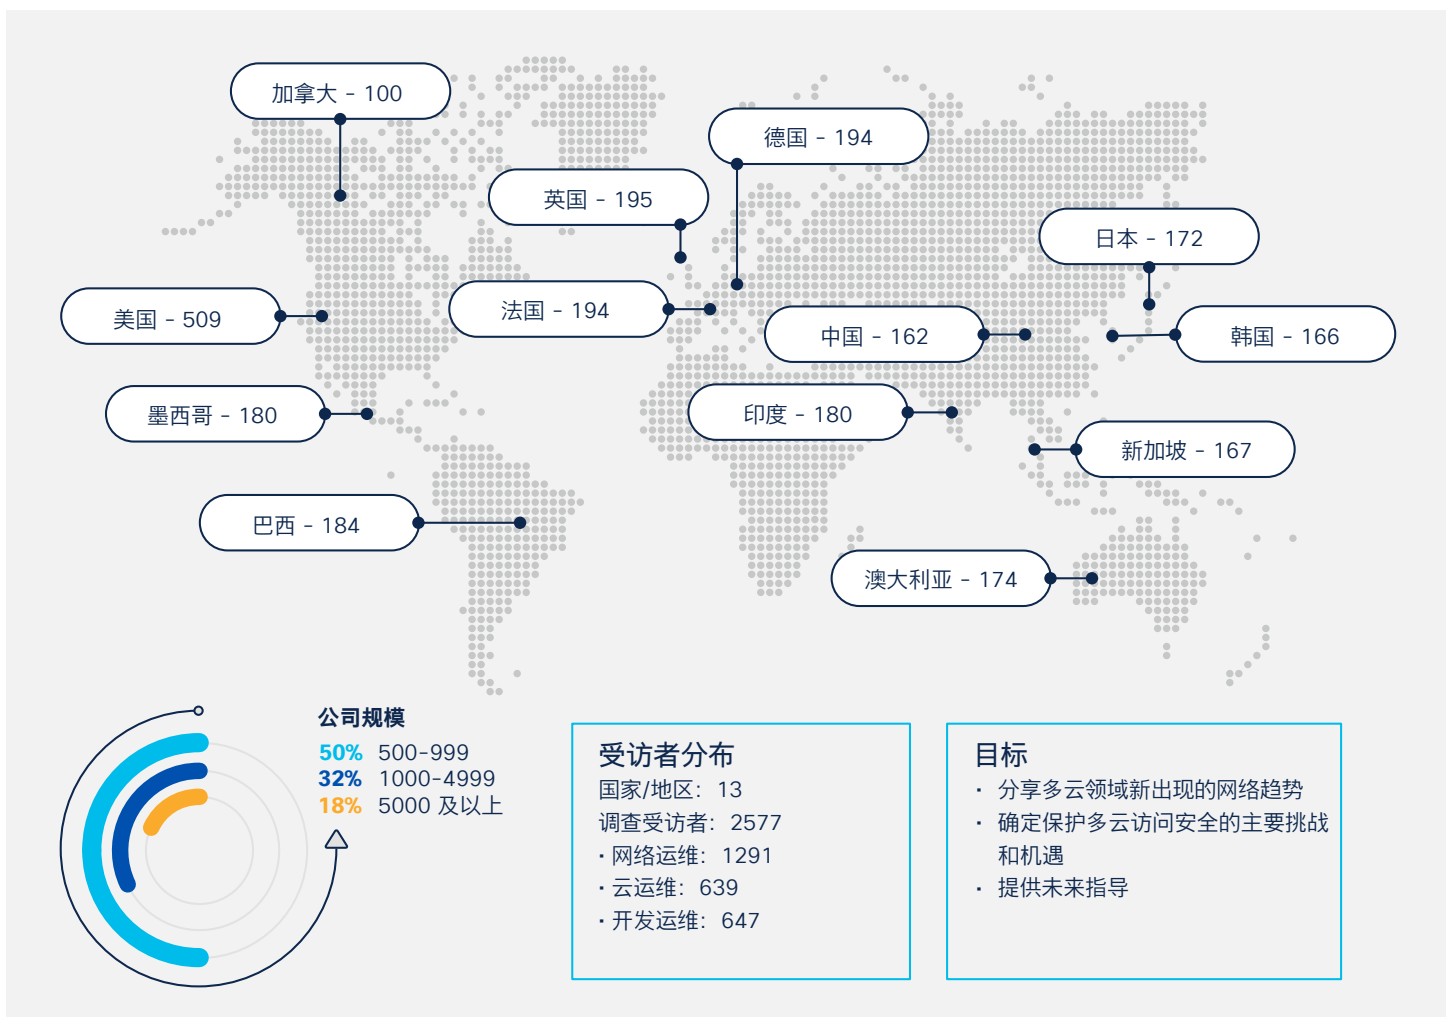 加拿大 - 100
德国 - 194
英国 - 195
日本 - 172
美国 - 509
法国 - 194
中国 - 162
韩国 - 166
墨西哥 - 180
印度 - 180
新加坡 - 167
巴西 - 184
澳大利亚 - 174
公司规模
50% 500-999
32% 1000-4999
18% 5000 及以上
受访者分布
国家/地区：13
调查受访者：2577
· 网络运维：1291
· 云运维：639
· 开发运维：647
目标
· 分享多云领域新出现的网络趋势
· 确定保护多云访问安全的主要挑战
和机遇
· 提供未来指导